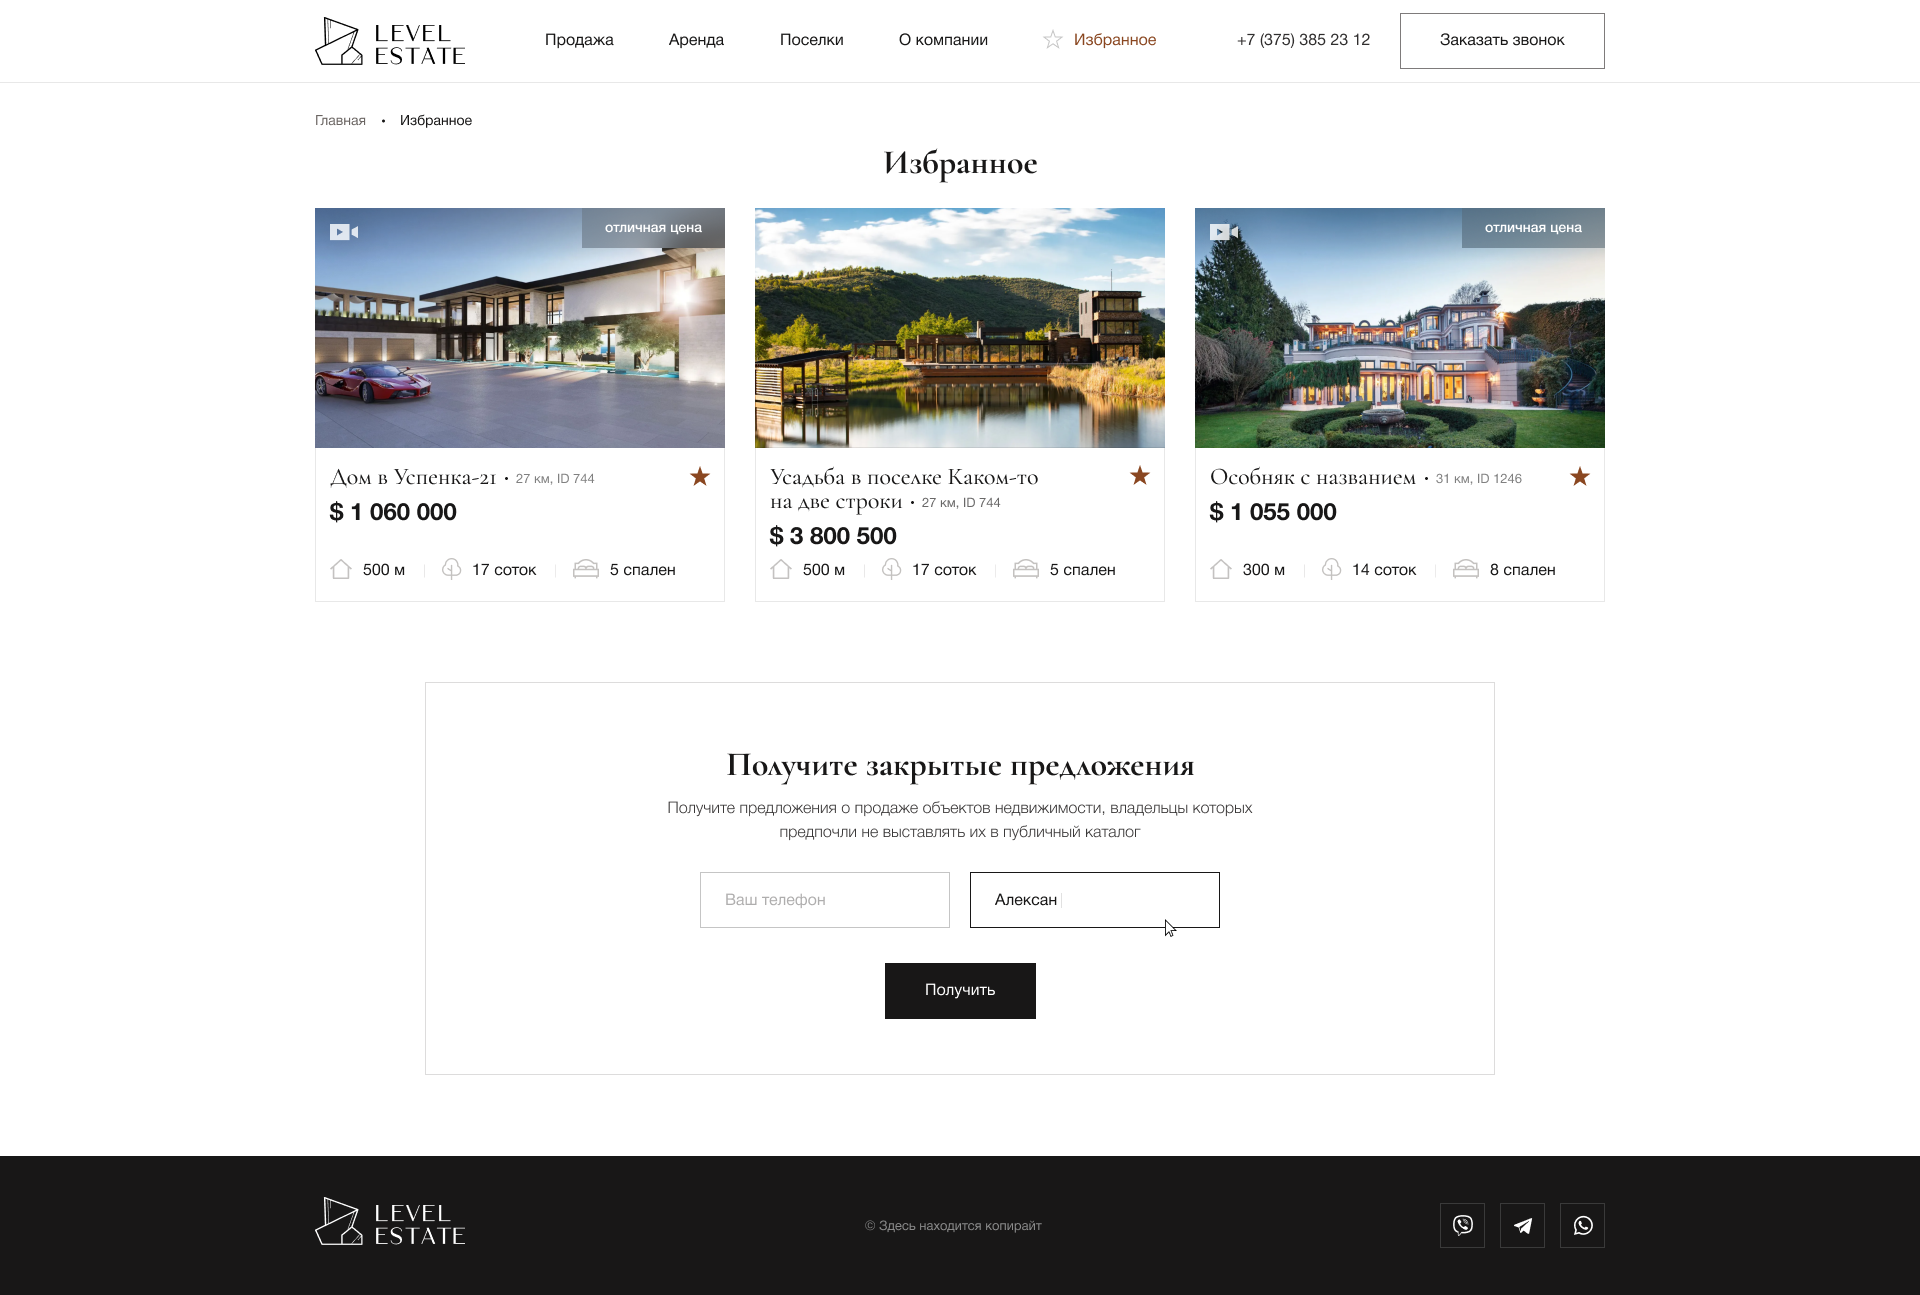 LEVEL
ESTATE
Продажа
Аренда
Поселки
О компании
Избранное
+7 (375) 385 23 12
Заказать звонок
Главная • Избранное
Избранное
отличная цена
отличная цена
Дом в Успенка-21 • 27 км, ID 744
$ 1 060 000
500 м
17 соток
5 спален
Усадьба в поселке Каком-то
на две строки • 27 км, ID 744
$ 3 800 500
500 м
17 соток
5 спален
Особняк с названием • 31 км, ID 1246
$ 1 055 000
300 м
14 соток
8 спален
Получите закрытые предложения
Получите предложения о продаже объектов недвижимости, владельцы которых
предпочли не выставлять их в публичный каталог
Ваш телефон
Алексан
Получить
LEVEL
ESTATE
© Здесь находится копирайт